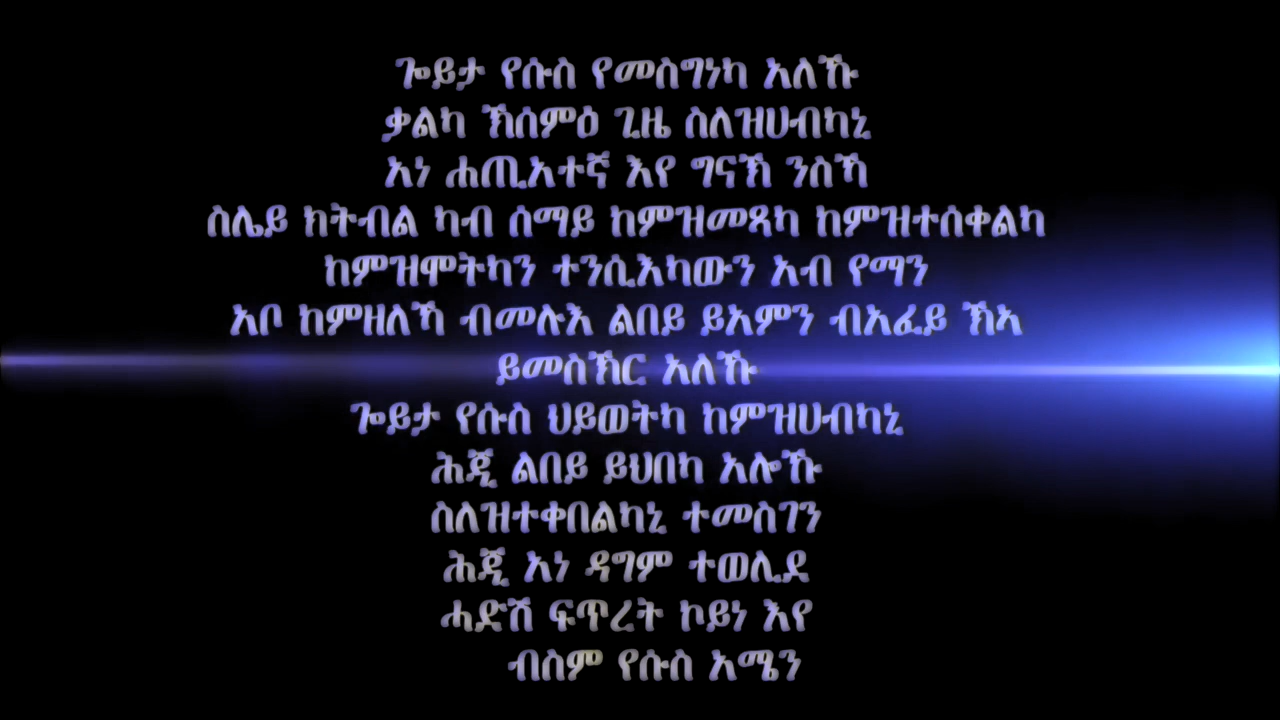 ጐይታ የሱስ የመስግነካ አለኹ
ቃልካ ኽሰምዕ ጊዜ ስለዝሀብካኒ
አነ ሐጢአተኛ እየ ግናኽ ንስኻ
ስሌይ ክትብል ካብ ሰማይ ከምዝመጻካ ከምዝተሰቀልካ
ከምዝሞትካን ተንሲእካውን አብ የማን
አቦ ከምዘለኻ ብመሉእ ልበይ ይአምን ብአፈይ ኽኣ
ይመስኽር አለኹ
ጐይታ የሱስ ህይወትካ ከምዝሀብካኒ
ሕጂ ልበይ ይህበካ አሎኹ
ስለዝተቀበልካኒ ተመስገን
ሕጂ አነ ዳግም ተወሊደ
ሓድሽ ፍጥረት ኮይነ እየ
ብስም የሱስ አሜን